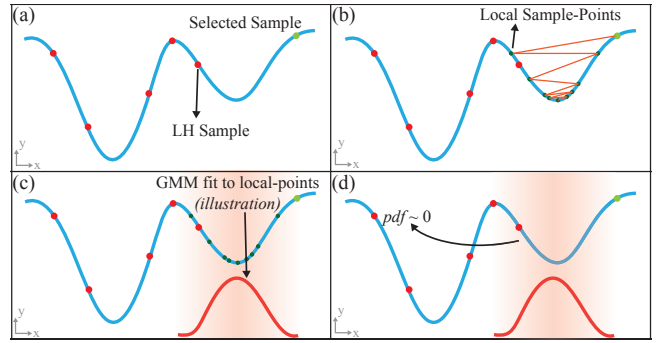 (a)
Selected Sample
LH Sample
y
x
(b)
Local Sample-Points
y
x
(c)
GMM fit to local-points
(illustration)
y
x
(d)
pdf ~ 0
y
x